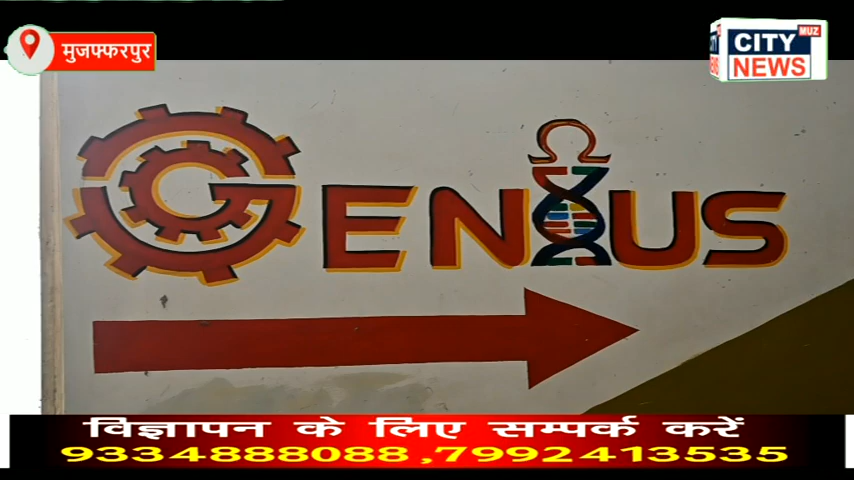 मुजफ्फरपुर
CITY MUZ
NEWS
GENIUS
विज्ञापन के लिए सम्पर्क करें
9334888088 ,7992413535